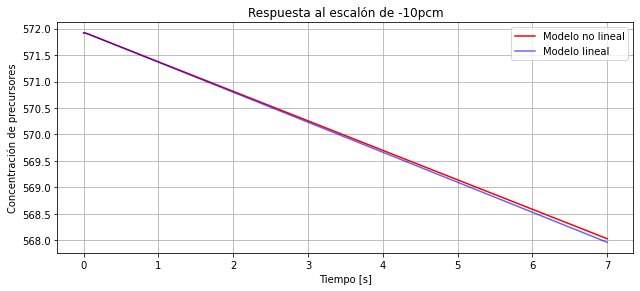 Respuesta al escalón de -10pcm
Modelo no lineal
Modelo lineal
Concentración de precursores
572.0
571.5
571.0
570.5
570.0
569.5
569.0
568.5
568.0
0 1 2 3 4 5 6 7
Tiempo [s]